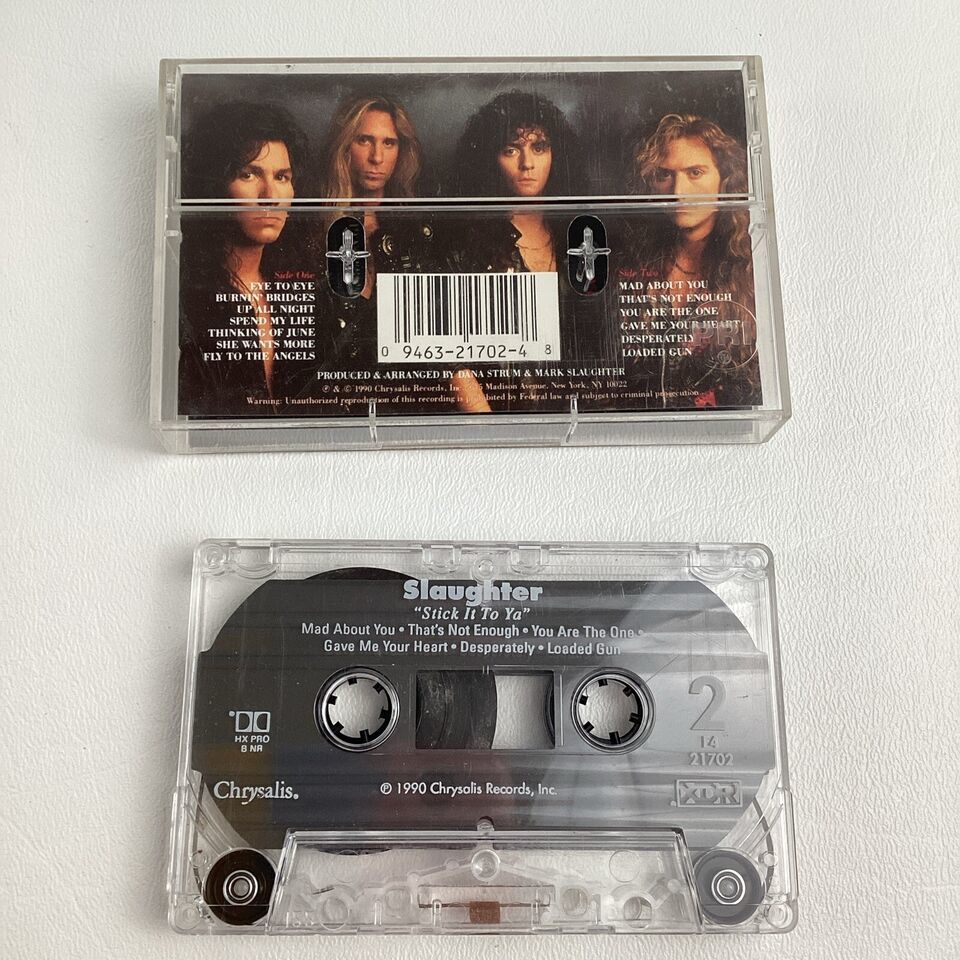 Side One
EYE TO EYE
BURNIN' BRIDGES
UP ALL NIGHT
SPEND MY LIFE
THINKING OF JUNE
SHE WANTS MORE
FLY TO THE ANGELS
Side Two
MAD ABOUT YOU
THAT'S NOT ENOUGH
YOU ARE THE ONE
GAVE ME YOUR HEART
DESPERATELY
LOADED GUN
0 9463-21702-4 8
PRODUCED & ARRANGED BY DANA STRUM & MARK SLAUGHTER
℗ & © 1990 Chrysalis Records, Inc. Madison Avenue, New York, NY 10022
Warning: Unauthorized reproduction of this recording is prohibited by Federal law and subject to criminal prosecution
Slaughter
"Stick It To Ya"
Mad About You • That's Not Enough • You Are The One •
Gave Me Your Heart • Desperately • Loaded Gun
2
14
21702
HX PRO
B NR
Chrysalis.
℗ 1990 Chrysalis Records, Inc.
XDR